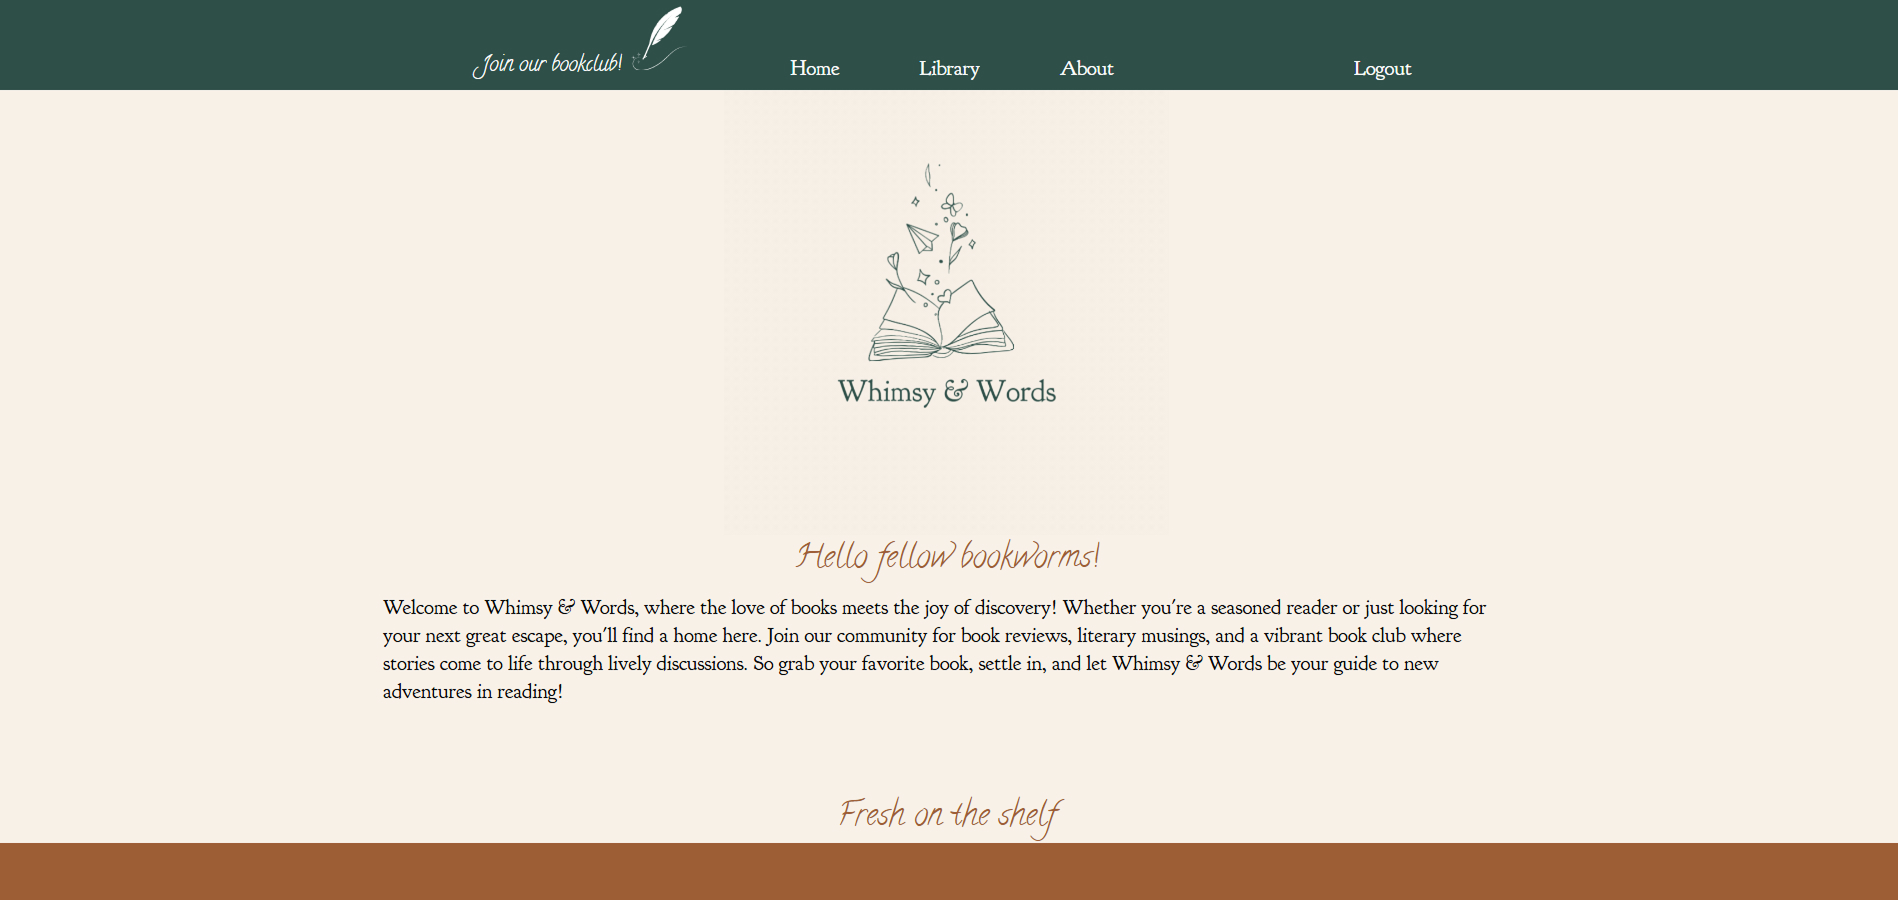 Join our bookclub!
Home
Library
About
Logout
Whimsy & Words
Hello fellow bookworms!
Welcome to Whimsy & Words, where the love of books meets the joy of discovery! Whether you're a seasoned reader or just looking for
your next great escape, you'll find a home here. Join our community for book reviews, literary musings, and a vibrant book club where
stories come to life through lively discussions. So grab your favorite book, settle in, and let Whimsy & Words be your guide to new
adventures in reading!
Fresh on the shelf